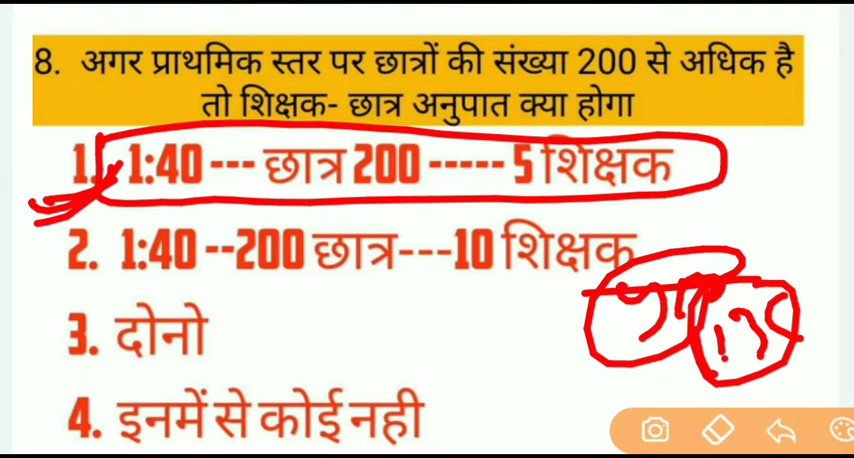 8. अगर प्राथमिक स्तर पर छात्रों की संख्या 200 से अधिक है
तो शिक्षक- छात्र अनुपात क्या होगा
1. 1:40 --- छात्र 200 ----- 5 शिक्षक
2. 1:40 --200 छात्र---10 शिक्षक
3. दोनो
4. इनमें से कोई नही